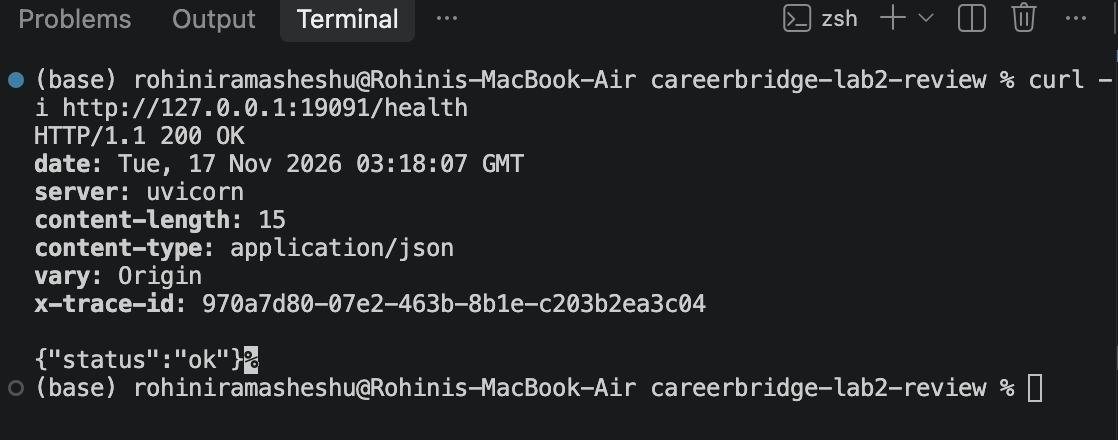 Problems Output Terminal ··· zsh ···
(base) rohiniramasheshu@Rohinis-MacBook-Air careerbridge-lab2-review % curl -
i http://127.0.0.1:19091/health
HTTP/1.1 200 OK
date: Tue, 17 Nov 2026 03:18:07 GMT
server: uvicorn
content-length: 15
content-type: application/json
vary: Origin
x-trace-id: 970a7d80-07e2-463b-8b1e-c203b2ea3c04
{"status":"ok"}%
(base) rohiniramasheshu@Rohinis-MacBook-Air careerbridge-lab2-review %